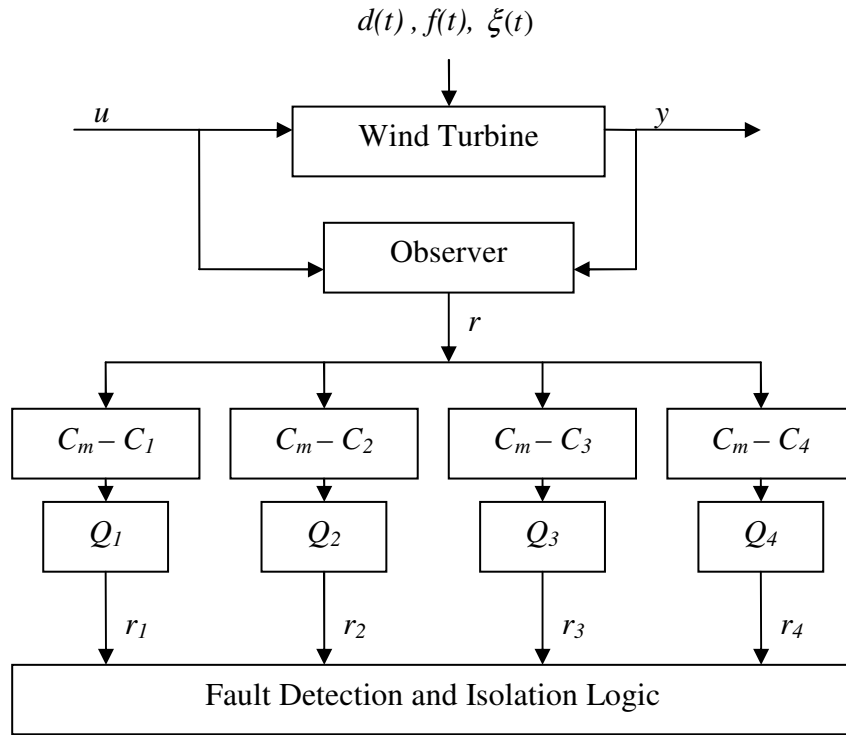 d(t) , f(t), ξ(t)
u
Wind Turbine
y
Observer
r
Cm – C1
Cm – C2
Cm – C3
Cm – C4
Q1
Q2
Q3
Q4
r1
r2
r3
r4
Fault Detection and Isolation Logic